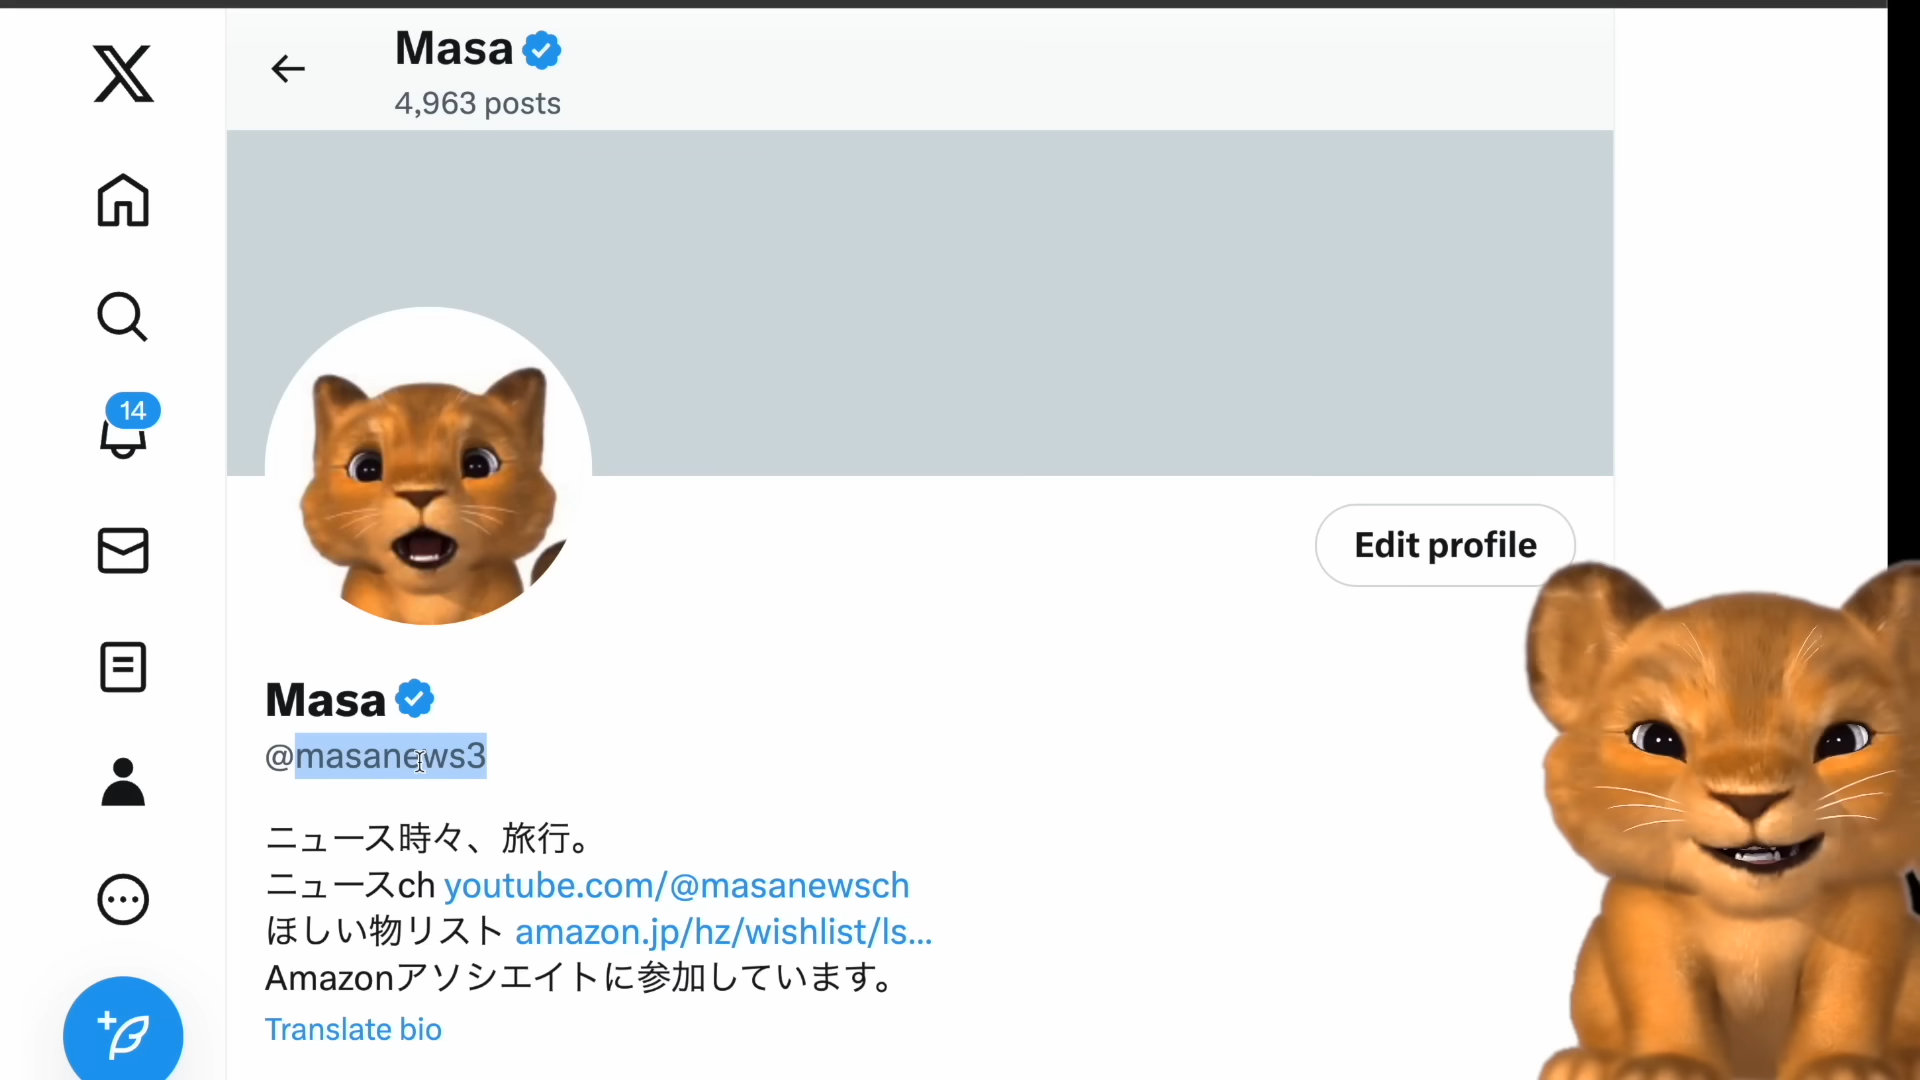 Masa
4,963 posts
14
Edit profile
Masa
@masanews3
ニュース時々、旅行。
ニュースch youtube.com/@masanewsch
ほしい物リスト amazon.jp/hz/wishlist/ls...
Amazonアソシエイトに参加しています。
Translate bio